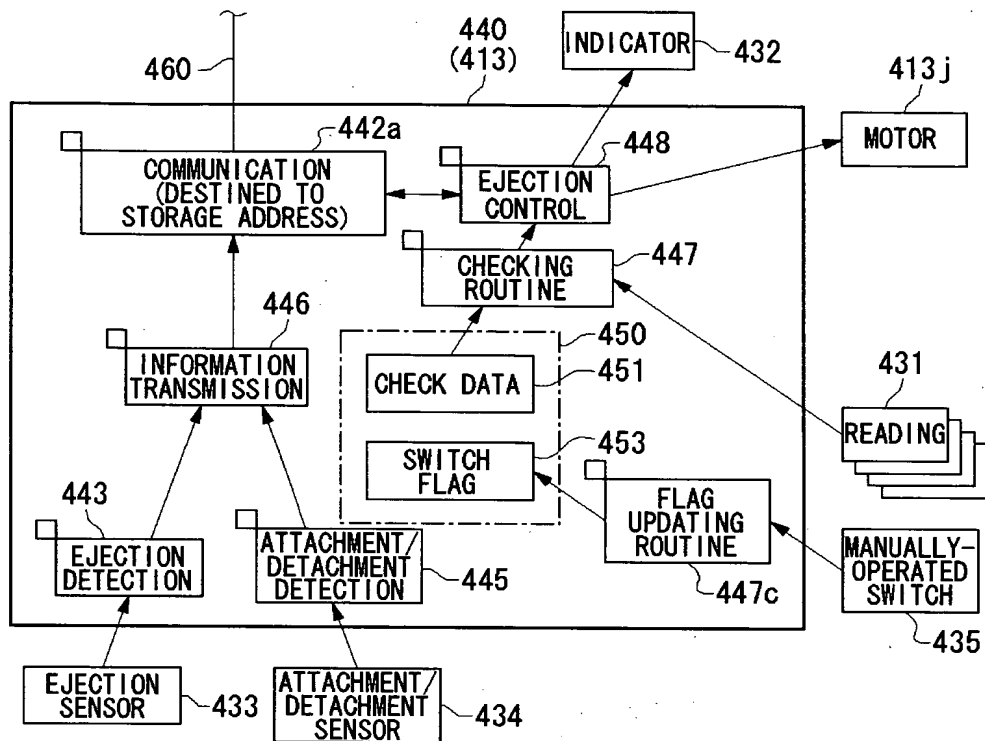 440
(413)
460
INDICATOR
432
413j
MOTOR
442a
COMMUNICATION
(DESTINED TO
STORAGE ADDRESS)
448
EJECTION
CONTROL
447
CHECKING
ROUTINE
446
INFORMATION
TRANSMISSION
450
CHECK DATA
451
431
READING
453
SWITCH
FLAG
443
EJECTION
DETECTION
ATTACHMENT/
DETACHMENT
DETECTION
445
FLAG
UPDATING
ROUTINE
447c
MANUALLY-
OPERATED
SWITCH
435
EJECTION
SENSOR
433
ATTACHMENT/
DETACHMENT
SENSOR
434